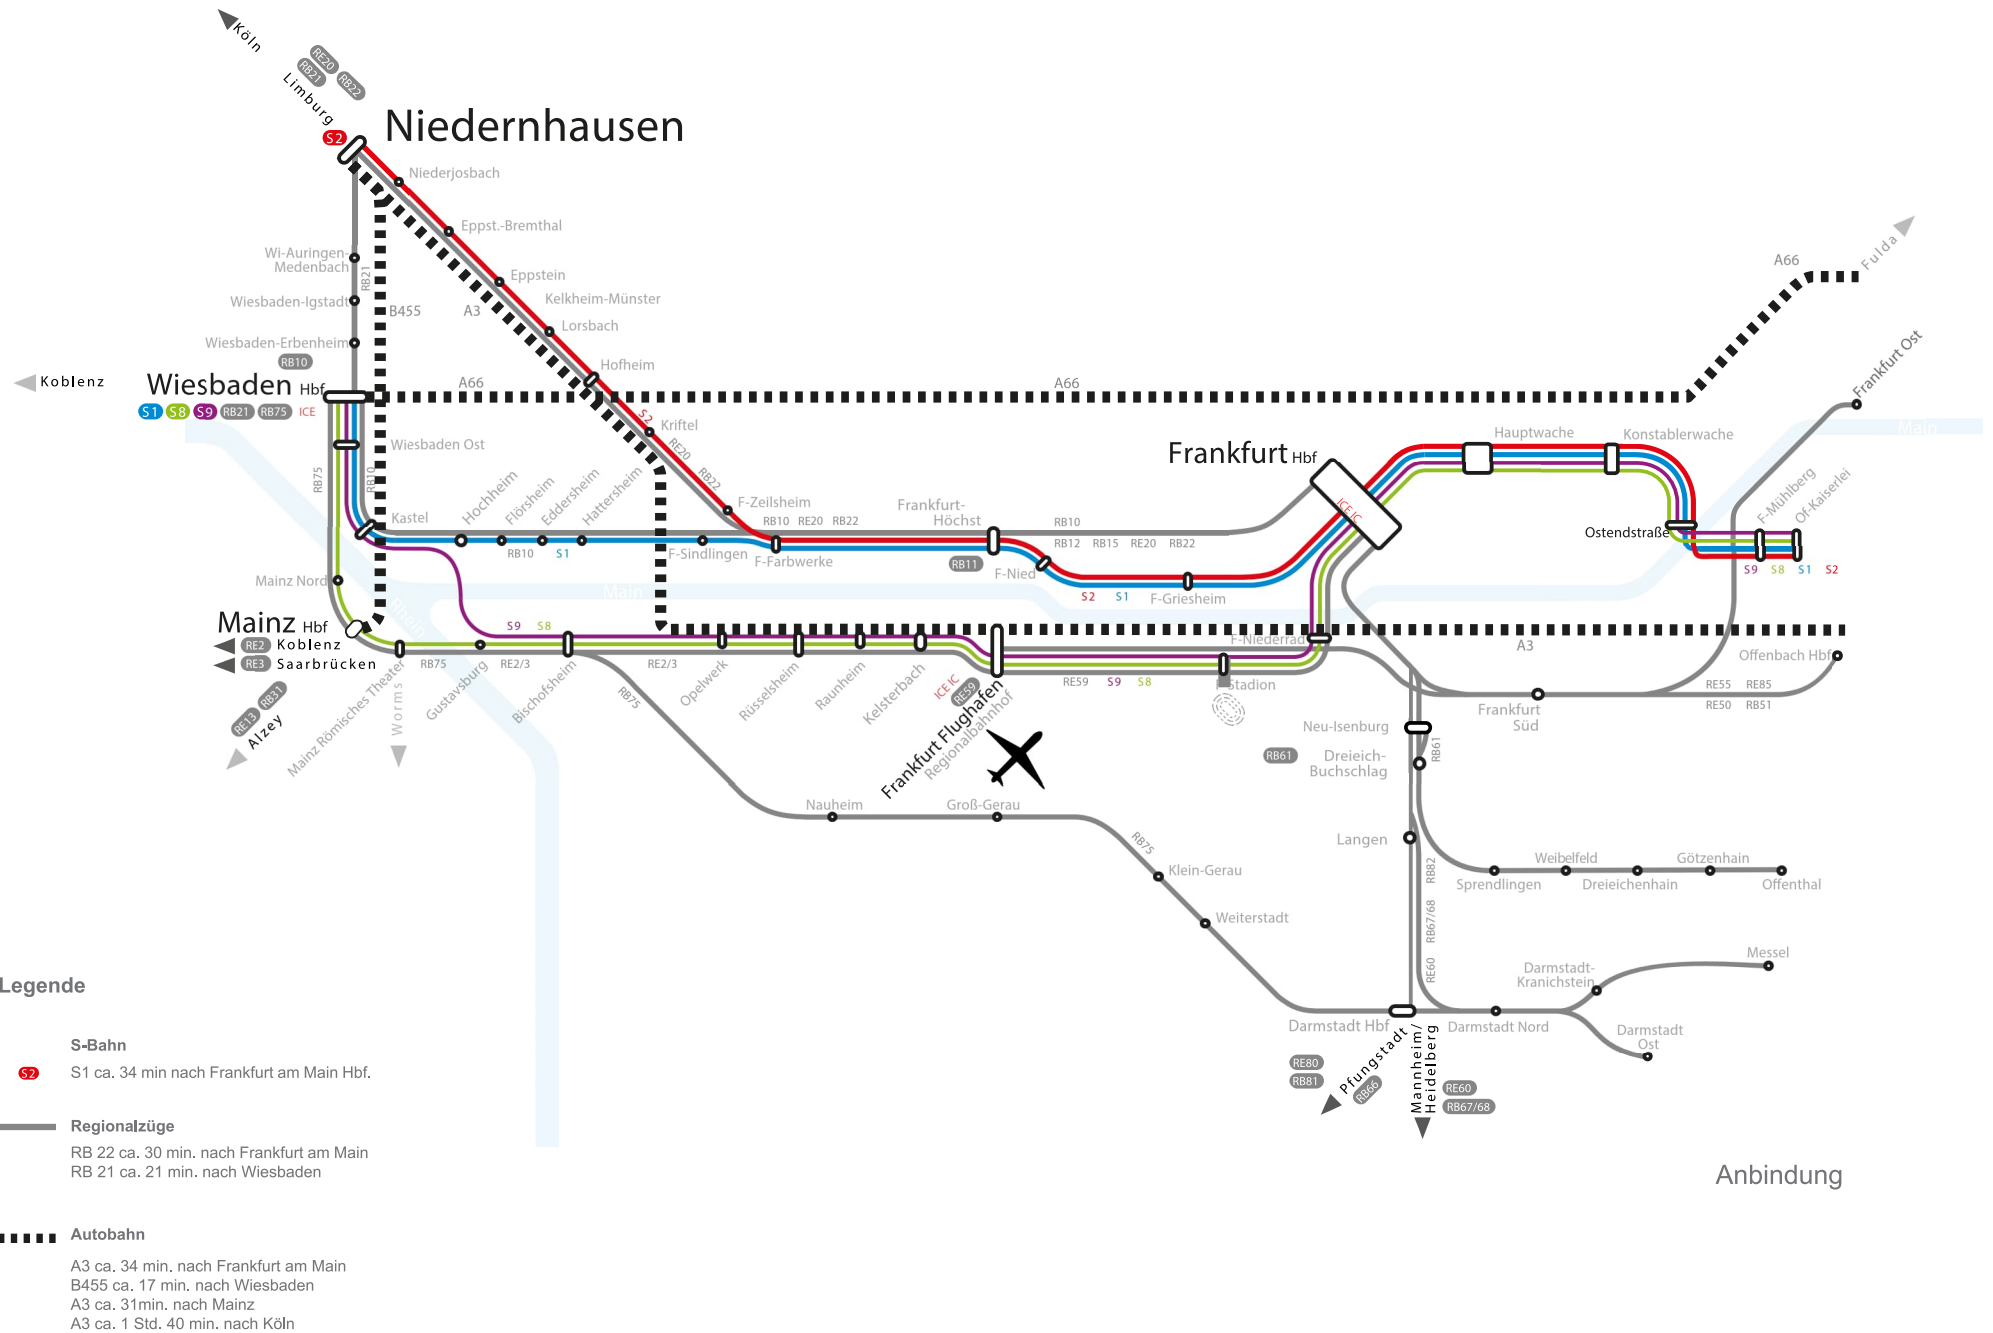 Köln
RE20
RB21
RB22
Limburg
S2
Niedernhausen
Niederjosbach
Eppst.-Bremthal
Eppstein
Kelkheim-Münster
Lorsbach
Hofheim
S2
Kriftel
RE20
RB22
F-Zeilsheim
Wi-Auringen-
Medenbach
RB21
Wiesbaden-Igstadt
B455
A3
Wiesbaden-Erbenheim
RB10
Koblenz
Wiesbaden Hbf
S1 S8 S9 RB21 RB75 ICE
A66
A66
A66
Fulda
Frankfurt Ost
Wiesbaden Ost
RB75
RB10
Kastel
Hochheim
Flörsheim
Eddersheim
Hattersheim
RB10
S1
F-Sindlingen
F-Farbwerke
RB10 RE20 RB22
Frankfurt-
Höchst
RB11
RB10
RB12 RB15 RE20 RB22
F-Nied
S2 S1
F-Griesheim
Frankfurt Hbf
ICE IC
Hauptwache
Konstablerwache
Main
Ostendstraße
F-Mühlberg
Of-Kaiserlei
S9 S8 S1 S2
Mainz Nord
Rhein
Main
Mainz Hbf
RE2 Koblenz
RE3 Saarbrücken
RE13
RB31
Alzey
Mainz Römisches Theater
Worms
RB75
Gustavsburg
S9 S8
RE2/3
Bischofsheim
RB75
RE2/3
Opelwerk
Rüsselsheim
Raunheim
Kelsterbach
ICE IC
RE59
Frankfurt Flughafen
Regionalbahnhof
RE59 S9 S8
F-Stadion
F-Niederrad
A3
Offenbach Hbf
RE55 RE85
RE50 RB51
Frankfurt
Süd
Neu-Isenburg
RB61
RB61
Dreieich-
Buchschlag
Langen
Nauheim
Groß-Gerau
RB75
Klein-Gerau
Weiterstadt
RB82
RB67/68
RE60
Sprendlingen
Weibelfeld
Dreieichenhain
Götzenhain
Offenthal
Messel
Darmstadt-
Kranichstein
Darmstadt Hbf
Darmstadt Nord
Darmstadt
Ost
RE80
RB81
Pfungstadt
RB66
Mannheim/
Heidelberg
RE60
RB67/68
Legende
S-Bahn
S2 S1 ca. 34 min nach Frankfurt am Main Hbf.
Regionalzüge
RB 22 ca. 30 min. nach Frankfurt am Main
RB 21 ca. 21 min. nach Wiesbaden
Autobahn
A3 ca. 34 min. nach Frankfurt am Main
B455 ca. 17 min. nach Wiesbaden
A3 ca. 31min. nach Mainz
A3 ca. 1 Std. 40 min. nach Köln
Anbindung